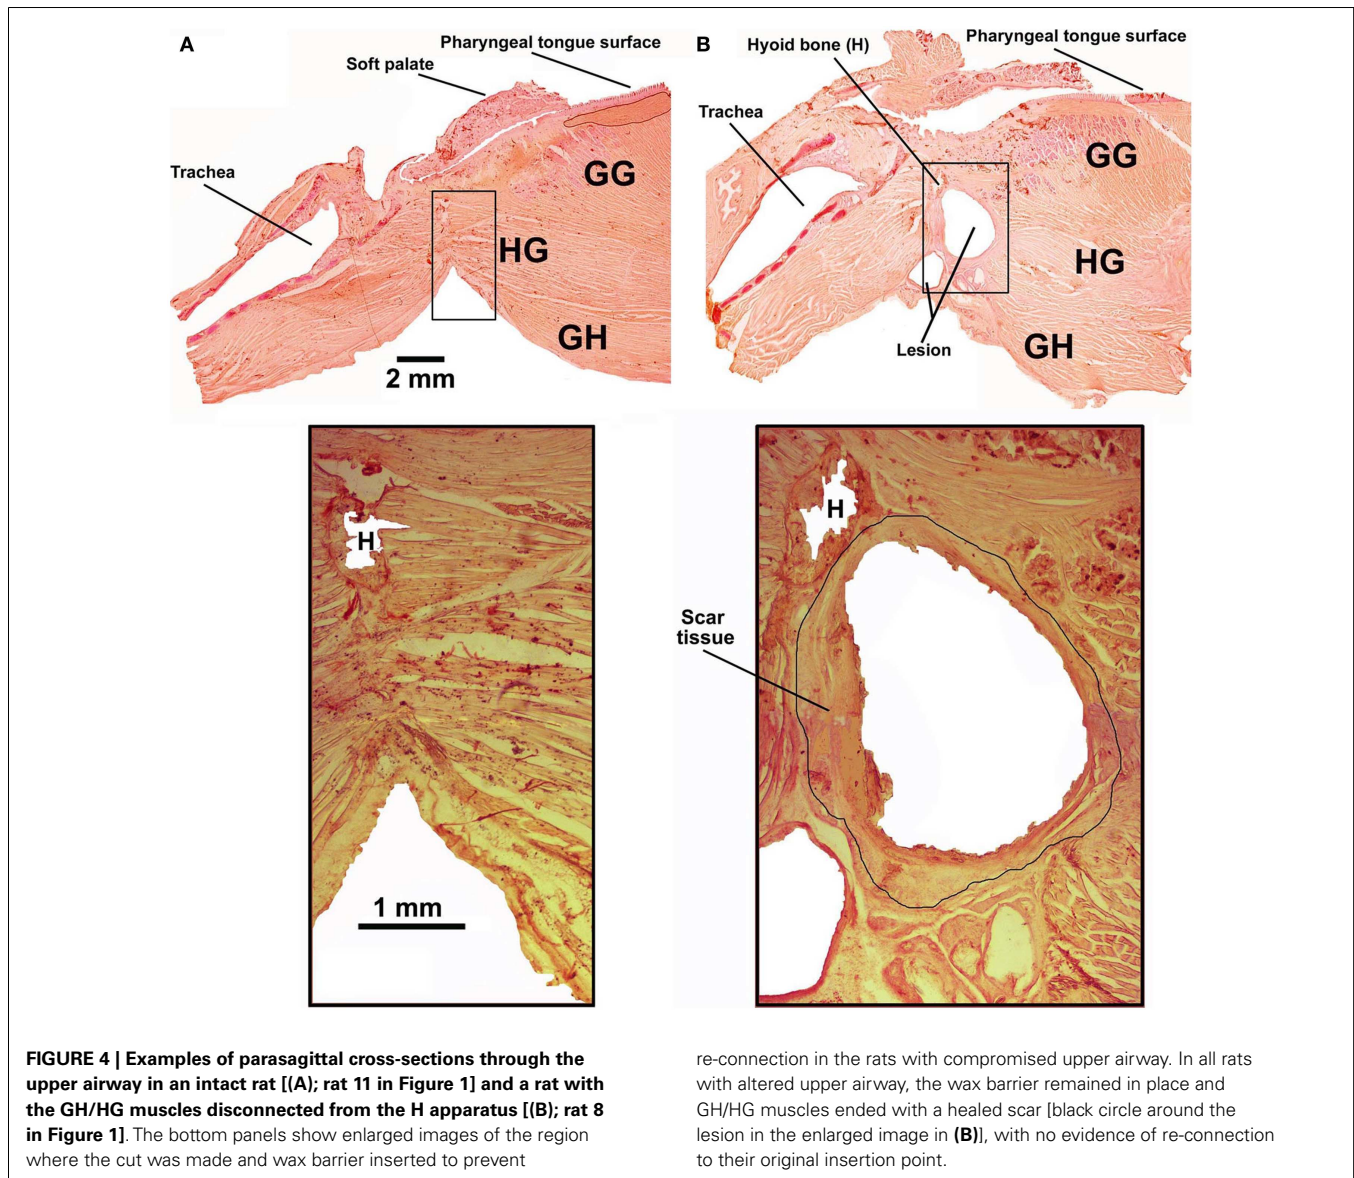 A
Pharyngeal tongue surface
Soft palate
Trachea
GG
HG
GH
2 mm
B
Hyoid bone (H)
Pharyngeal tongue surface
Trachea
GG
HG
GH
Lesion
H
1 mm
H
Scar
tissue
FIGURE 4 | Examples of parasagittal cross-sections through the
upper airway in an intact rat [(A); rat 11 in Figure 1] and a rat with
the GH/HG muscles disconnected from the H apparatus [(B); rat 8
in Figure 1]. The bottom panels show enlarged images of the region
where the cut was made and wax barrier inserted to prevent
re-connection in the rats with compromised upper airway. In all rats
with altered upper airway, the wax barrier remained in place and
GH/HG muscles ended with a healed scar [black circle around the
lesion in the enlarged image in (B)], with no evidence of re-connection
to their original insertion point.